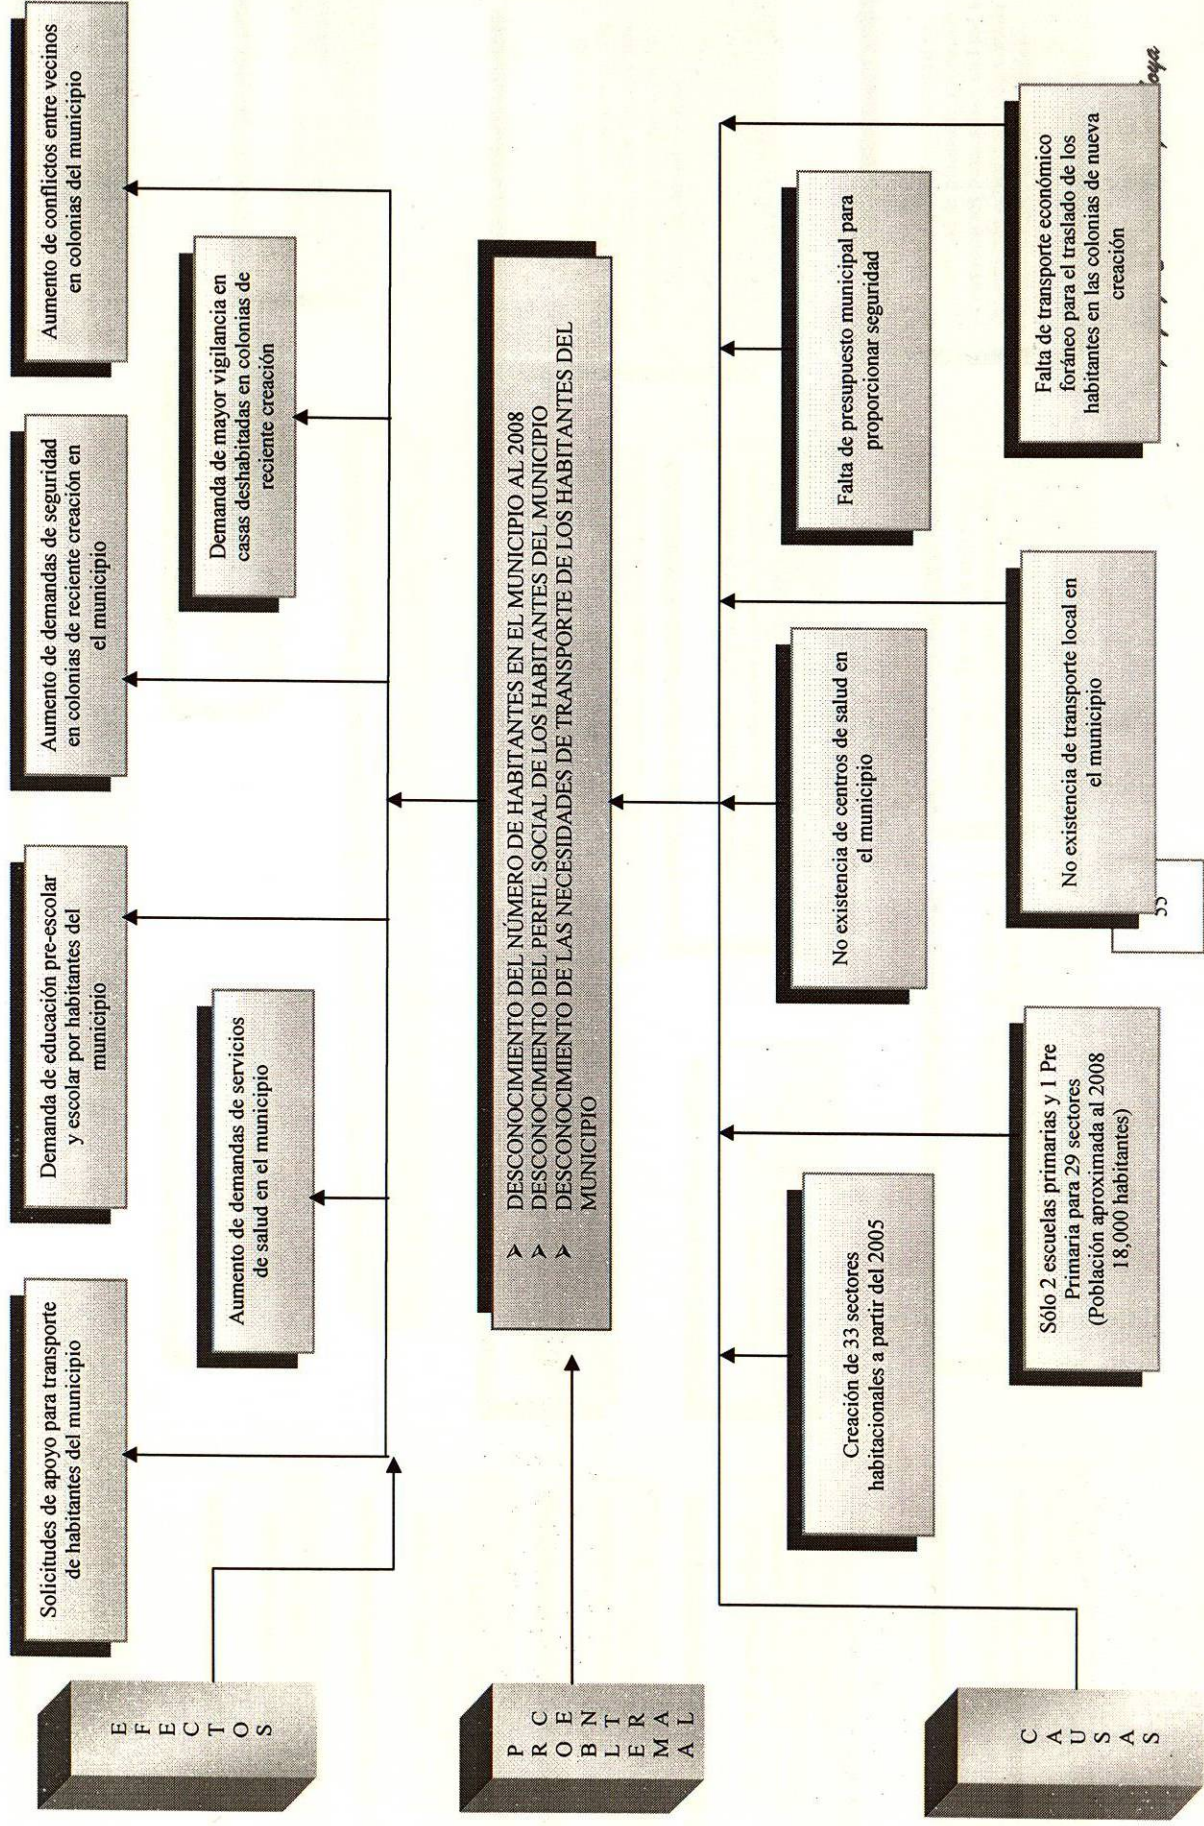 E
F
E
C
T
O
S
Solicitudes de apoyo para transporte
de habitantes del municipio
Demanda de educación pre-escolar
y escolar por habitantes del
municipio
Aumento de demandas de seguridad
en colonias de reciente creación en
el municipio
Aumento de conflictos entre vecinos
en colonias del municipio
Aumento de demandas de servicios
de salud en el municipio
Demanda de mayor vigilancia en
casas deshabitadas en colonias de
reciente creación
P C
R E
O N
B T
L R
E A
M L
A
➢ DESCONOCIMIENTO DEL NÚMERO DE HABITANTES EN EL MUNICIPIO AL 2008
➢ DESCONOCIMIENTO DEL PERFIL SOCIAL DE LOS HABITANTES DEL MUNICIPIO
➢ DESCONOCIMIENTO DE LAS NECESIDADES DE TRANSPORTE DE LOS HABITANTES DEL
MUNICIPIO
C
A
U
S
A
S
Creación de 33 sectores
habitacionales a partir del 2005
No existencia de centros de salud en
el municipio
Falta de presupuesto municipal para
proporcionar seguridad
Sólo 2 escuelas primarias y 1 Pre
Primaria para 29 sectores
(Población aproximada al 2008
18,000 habitantes)
No existencia de transporte local en
el municipio
Falta de transporte económico
foráneo para el traslado de los
habitantes en las colonias de nueva
creación
55